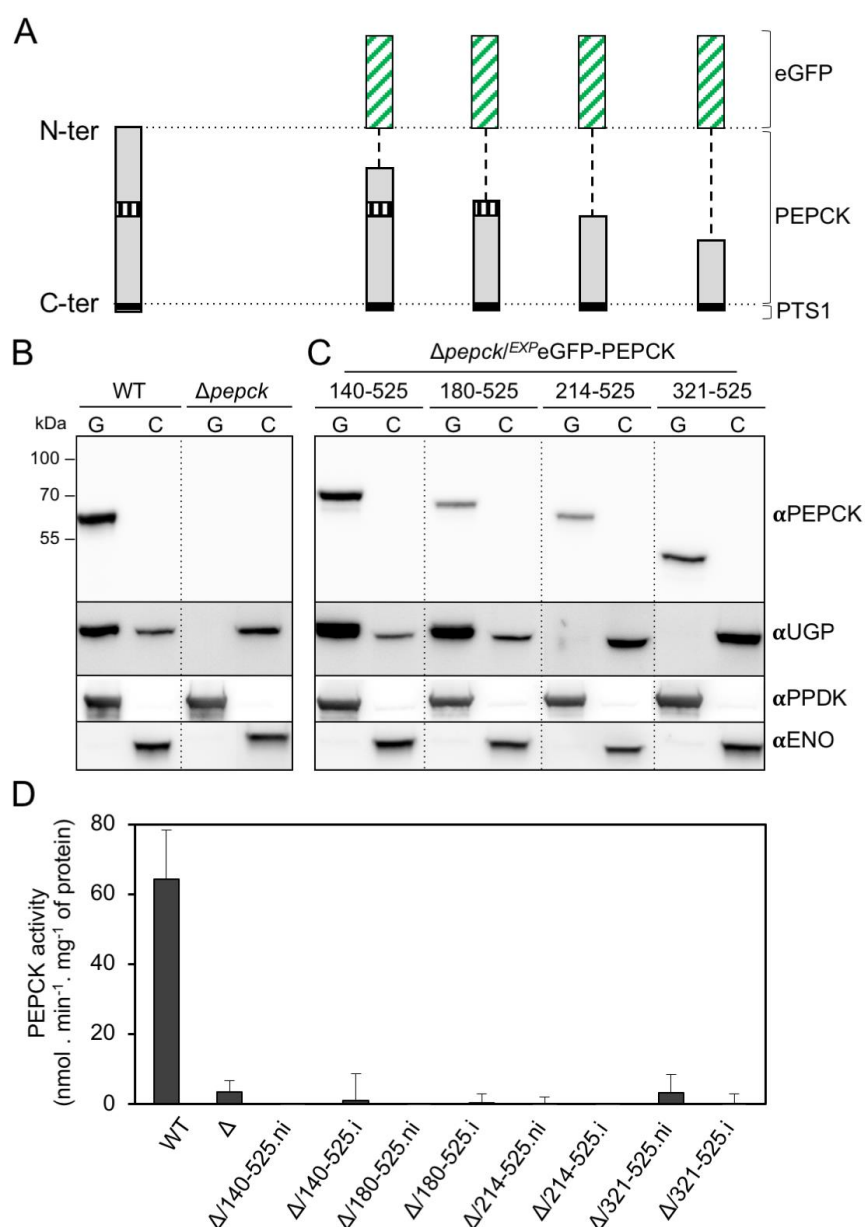 A
eGFP
N-ter
PEPCK
C-ter
PTS1
B
C
Δpepck/EXPeGFP-PEPCK
WT Δpepck
140-525 180-525 214-525 321-525
kDa G C G C G C G C G C G C
100
70
55
αPEPCK
αUGP
αPPDK
αENO
D
PEPCK activity
(nmol . min-1. mg-1 of protein)
80
60
40
20
0
WT
Δ
Δ/140-525.ni
Δ/140-525.i
Δ/180-525.ni
Δ/180-525.i
Δ/214-525.ni
Δ/214-525.i
Δ/321-525.ni
Δ/321-525.i